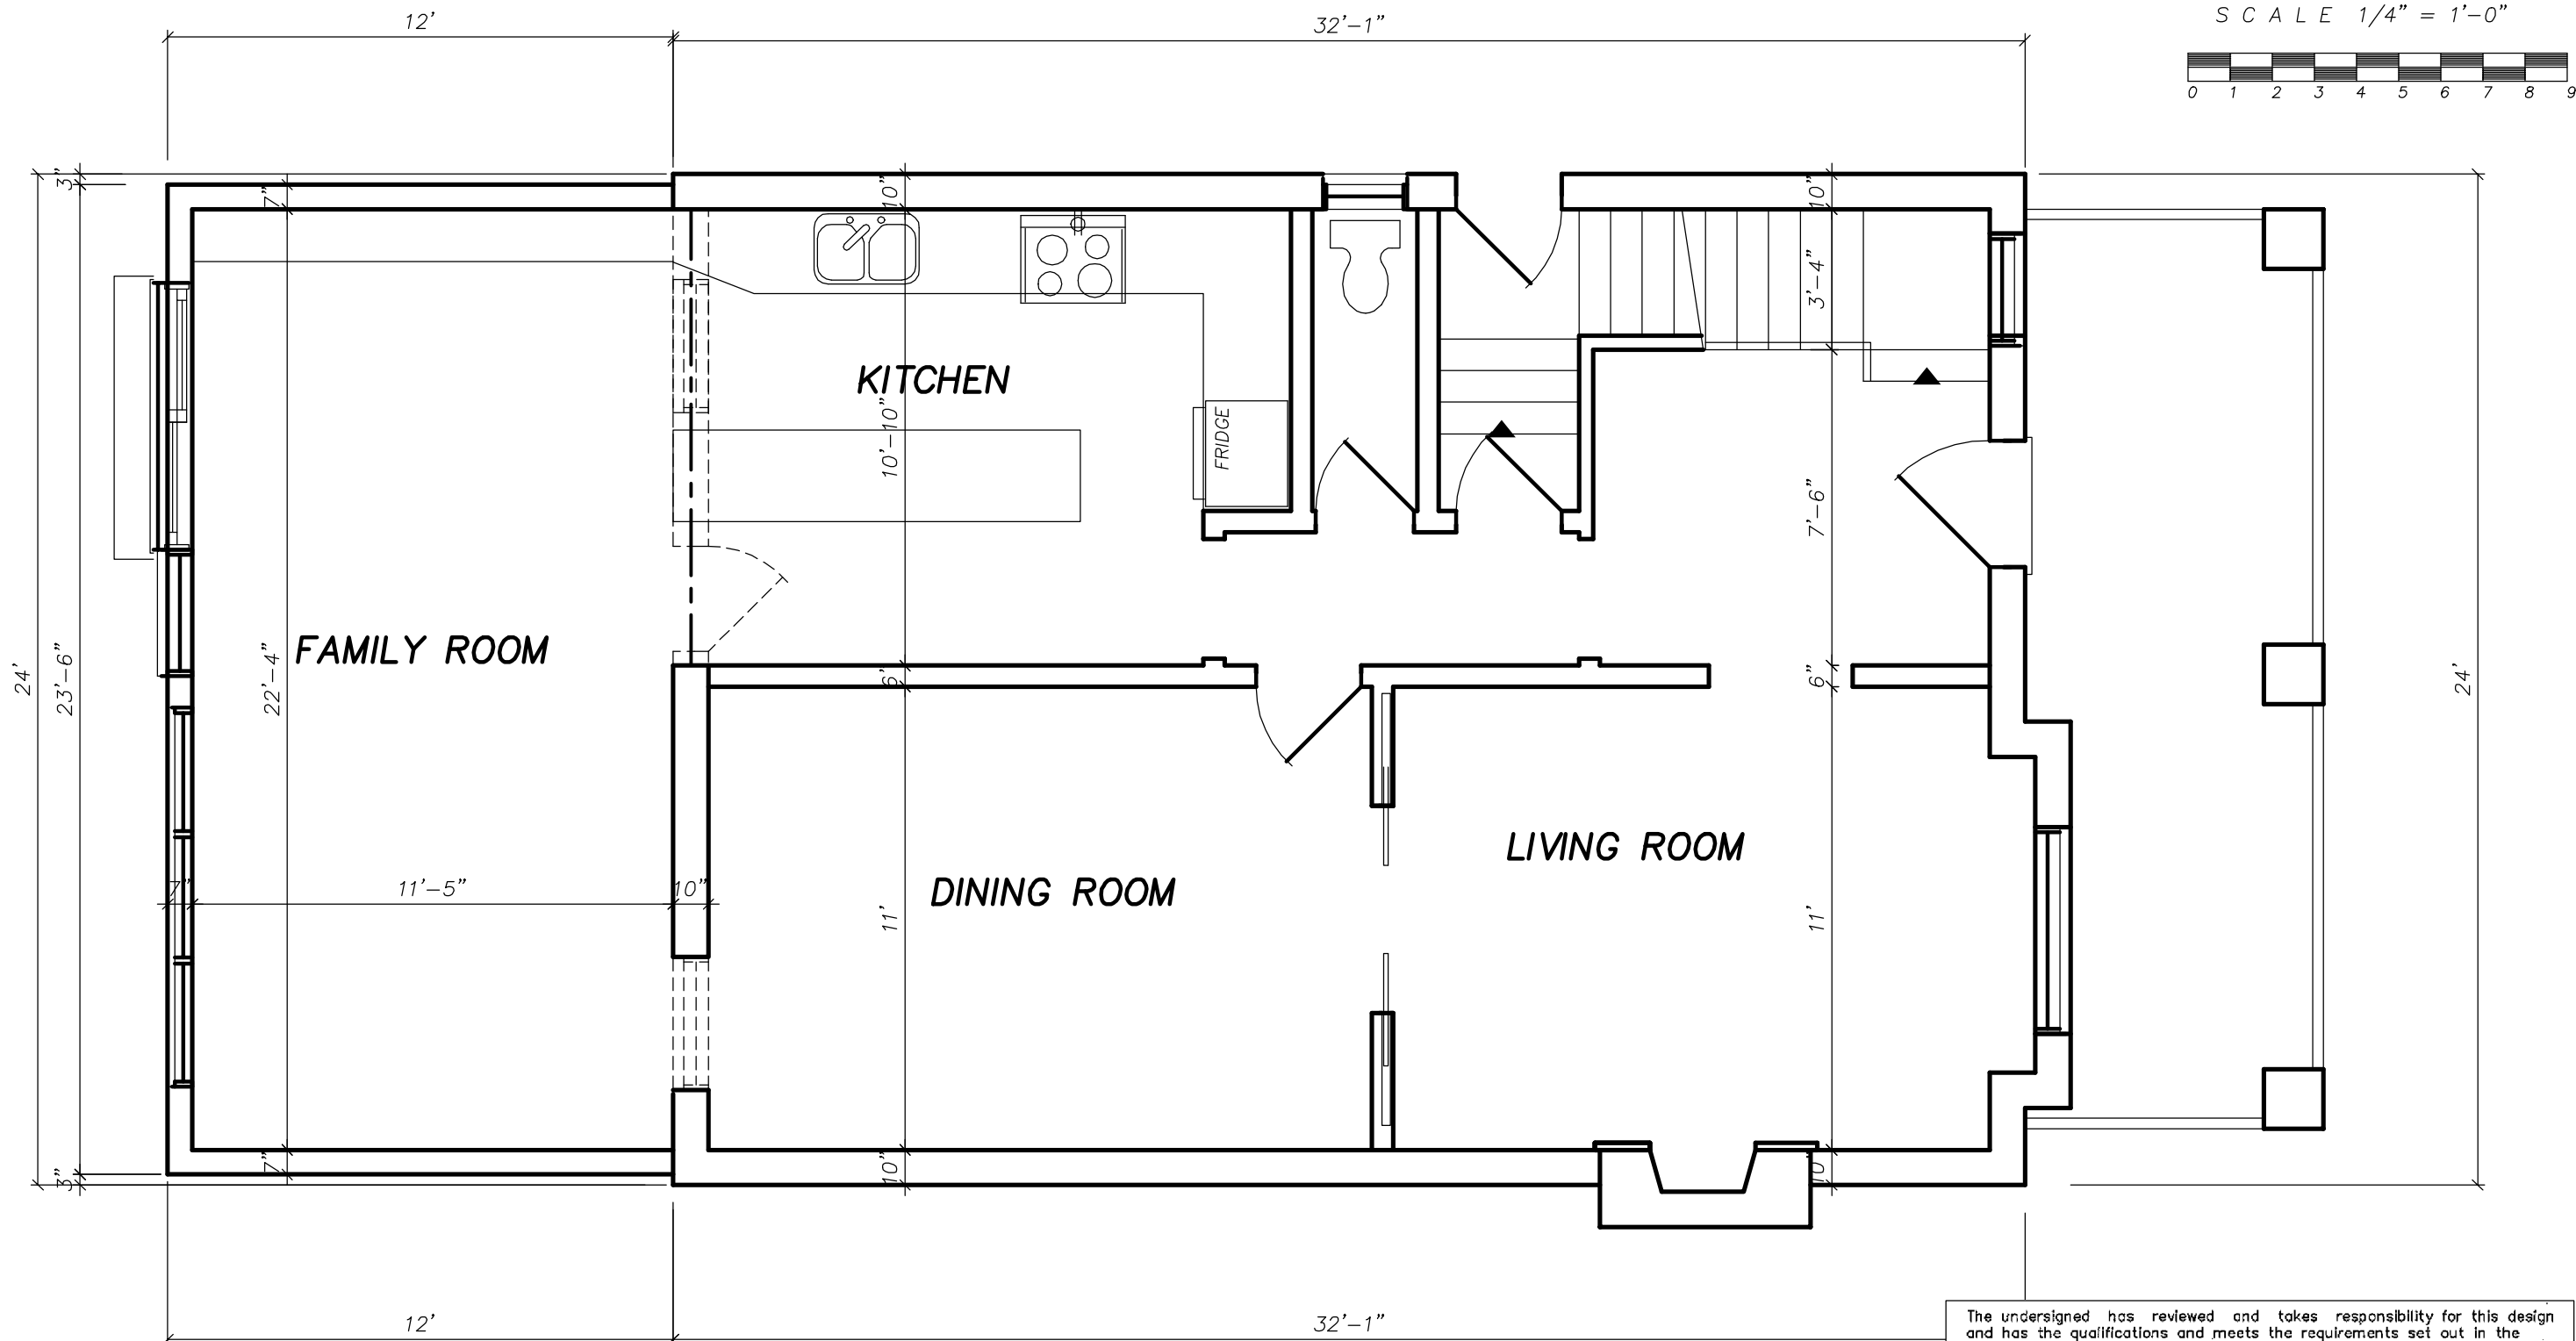 12'
32'-1"
S C A L E 1/4" = 1'-0"
0 1 2 3 4 5 6 7 8 9
3"
7"
10"
10"
3'-4"
KITCHEN
10'-10"
FRIDGE
7'-6"
24'
23'-6"
22'-4"
FAMILY ROOM
6"
6"
24'
LIVING ROOM
7"
11'-5"
10"
DINING ROOM
11'
11'
3"
7"
10"
10"
12'
32'-1"
The undersigned has reviewed and takes responsibility for this design
and has the qualifications and meets the requirements set out in the